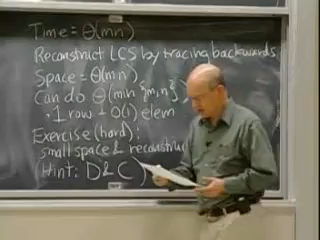 Time = Θ(mn)
Reconstruct LCS by tracing backwards
Space = Θ(mn).
Can do Θ(min {m,n})
· 1 row + O(1) elem
Exercise (hard):
small space & reconstruc
(Hint: D&C)